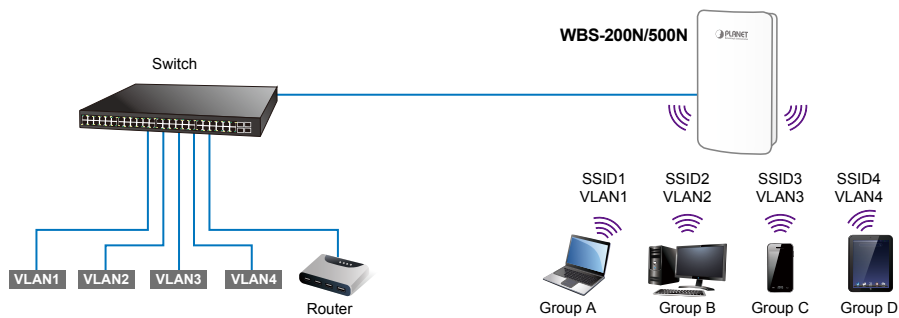 WBS-200N/500N
PLANET
Switch
SSID1
VLAN1
SSID2
VLAN2
SSID3
VLAN3
SSID4
VLAN4
VLAN1
VLAN2
VLAN3
VLAN4
Router
Group A
Group B
Group C
Group D